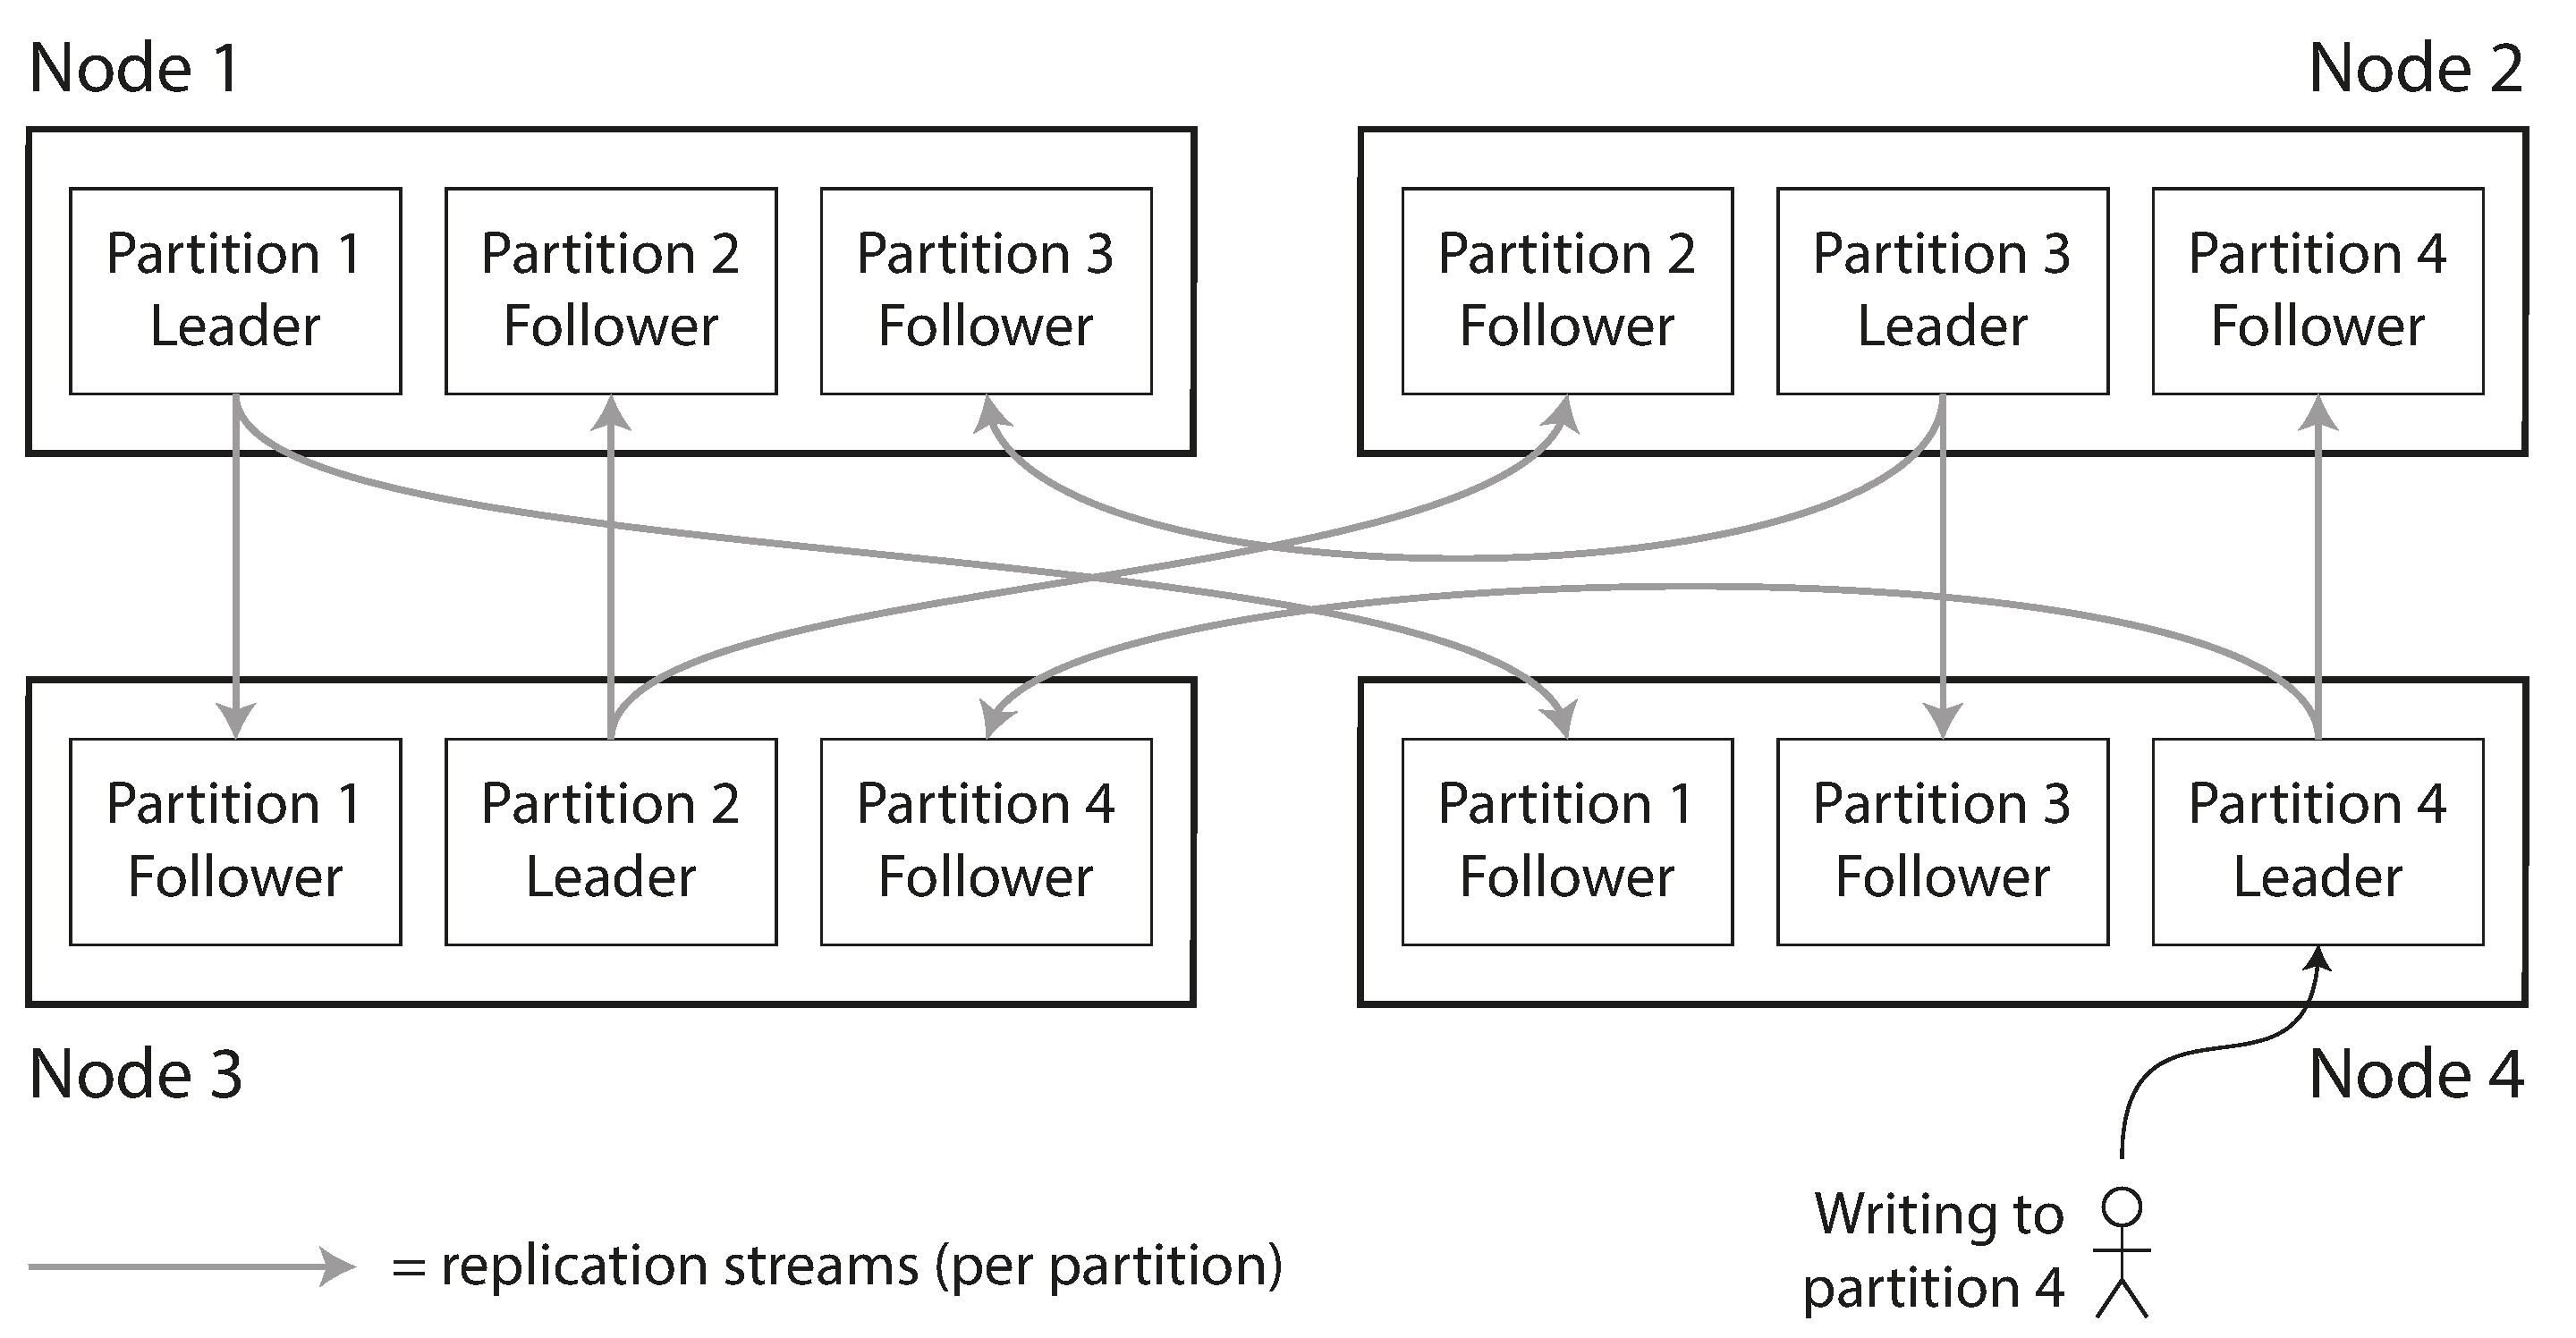 Node 1
Node 2
Partition 1
Leader
Partition 2
Follower
Partition 3
Follower
Partition 2
Follower
Partition 3
Leader
Partition 4
Follower
Partition 1
Follower
Partition 2
Leader
Partition 4
Follower
Partition 1
Follower
Partition 3
Follower
Partition 4
Leader
Node 3
Node 4
= replication streams (per partition)
Writing to
partition 4